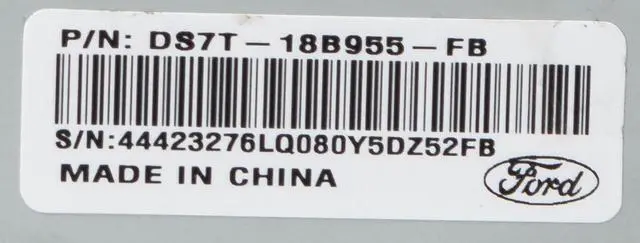 P/N: DS7T-18B955-FB
S/N:44423276LQ080Y5DZ52FB
MADE IN CHINA
Ford